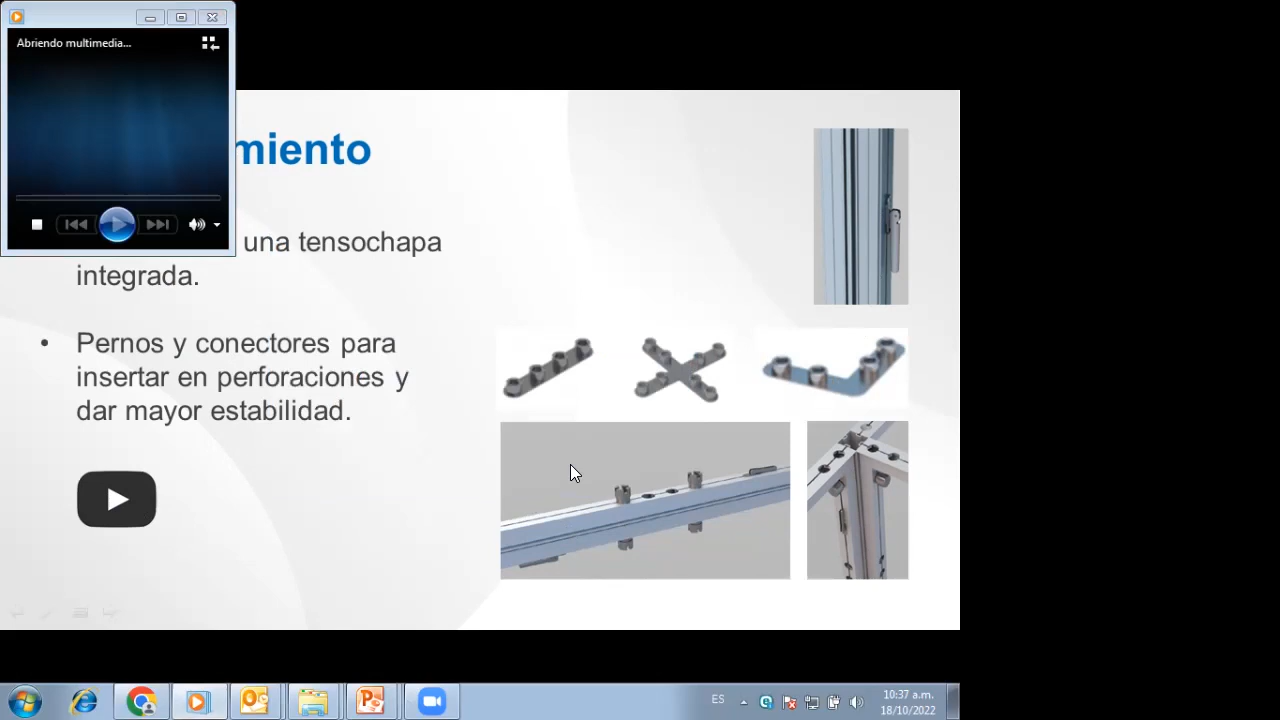 Abriendo multimedia...
miento
una tensochapa
integrada.
• Pernos y conectores para
insertar en perforaciones y
dar mayor estabilidad.
ES
10:37 a.m.
18/10/2022